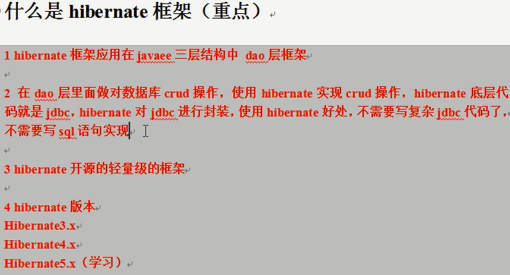 什么是 hibernate 框架（重点）
1 hibernate 框架应用在 javaee 三层结构中 dao 层框架
2 在 dao 层里面做对数据库 crud 操作，使用 hibernate 实现 crud 操作，hibernate 底层代
码就是 jdbc，hibernate 对 jdbc 进行封装，使用 hibernate 好处，不需要写复杂 jdbc 代码了，
不需要写 sql 语句实现
3 hibernate 开源的轻量级的框架
4 hibernate 版本
Hibernate3.x
Hibernate4.x
Hibernate5.x（学习）